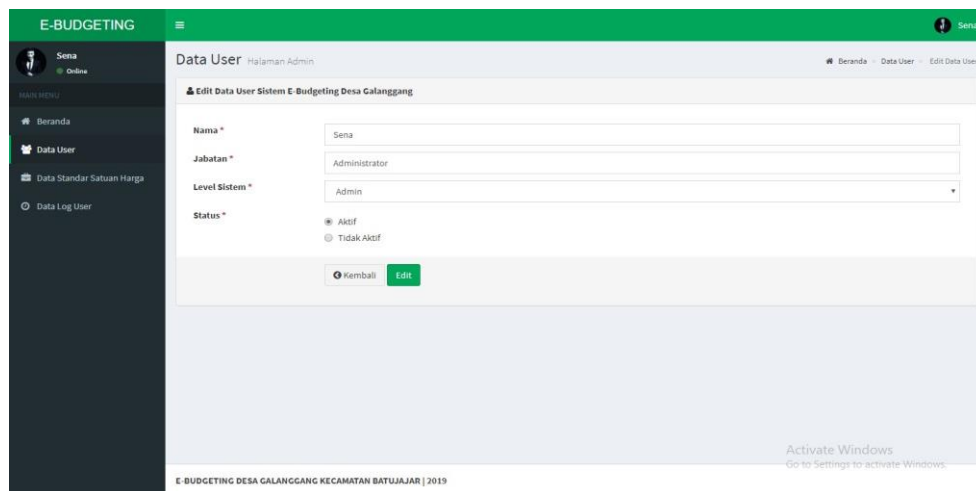 E-BUDGETING
Sena
Sena
Online
MAIN MENU
Beranda
Data User
Data Standar Satuan Harga
Data Log User
Data User Halaman Admin
Beranda - Data User - Edit Data User
Edit Data User Sistem E-Budgeting Desa Galanggang
Nama *
Sena
Jabatan *
Administrator
Level Sistem *
Admin
Status *
Aktif
Tidak Aktif
Kembali
Edit
Activate Windows
Go to Settings to activate Windows.
E-BUDGETING DESA GALANGGANG KECAMATAN BATUJAJAR | 2019